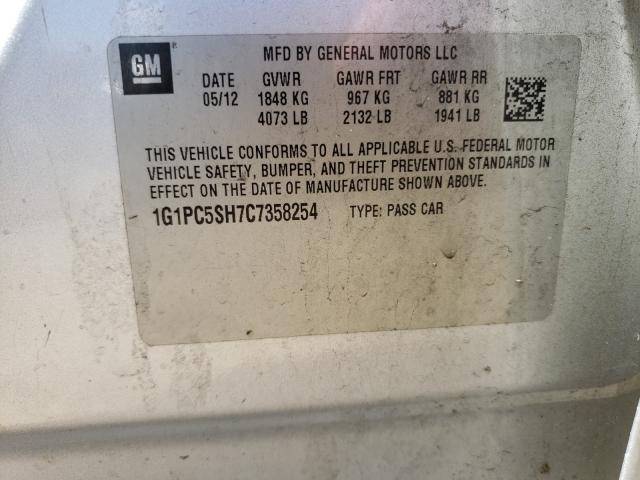 GM
MFD BY GENERAL MOTORS LLC
DATE GVWR GAWR FRT GAWR RR
05/12 1848 KG 967 KG 881 KG
4073 LB 2132 LB 1941 LB
THIS VEHICLE CONFORMS TO ALL APPLICABLE U.S. FEDERAL MOTOR
VEHICLE SAFETY, BUMPER, AND THEFT PREVENTION STANDARDS IN
EFFECT ON THE DATE OF MANUFACTURE SHOWN ABOVE.
1G1PC5SH7C7358254 TYPE: PASS CAR